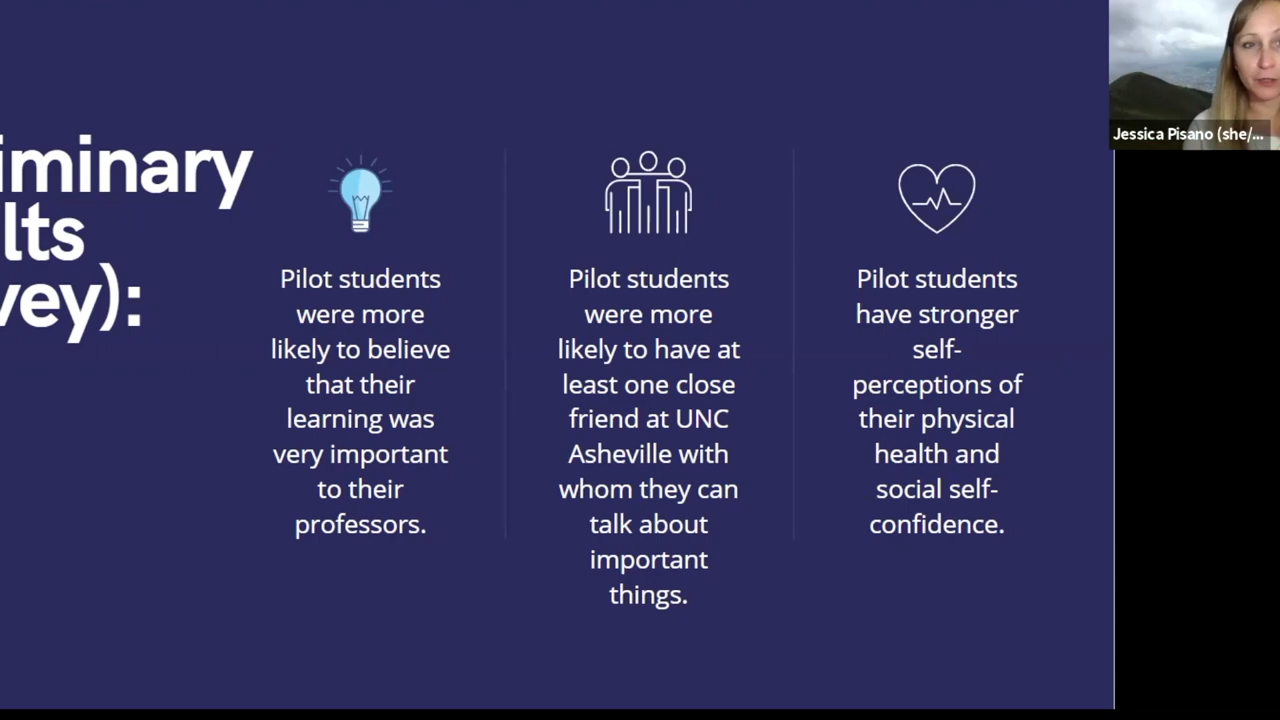 iminary
lts
vey):
Pilot students
were more
likely to believe
that their
learning was
very important
to their
professors.
Pilot students
were more
likely to have at
least one close
friend at UNC
Asheville with
whom they can
talk about
important
things.
Pilot students
have stronger
self-
perceptions of
their physical
health and
social self-
confidence.
Jessica Pisano (she/...